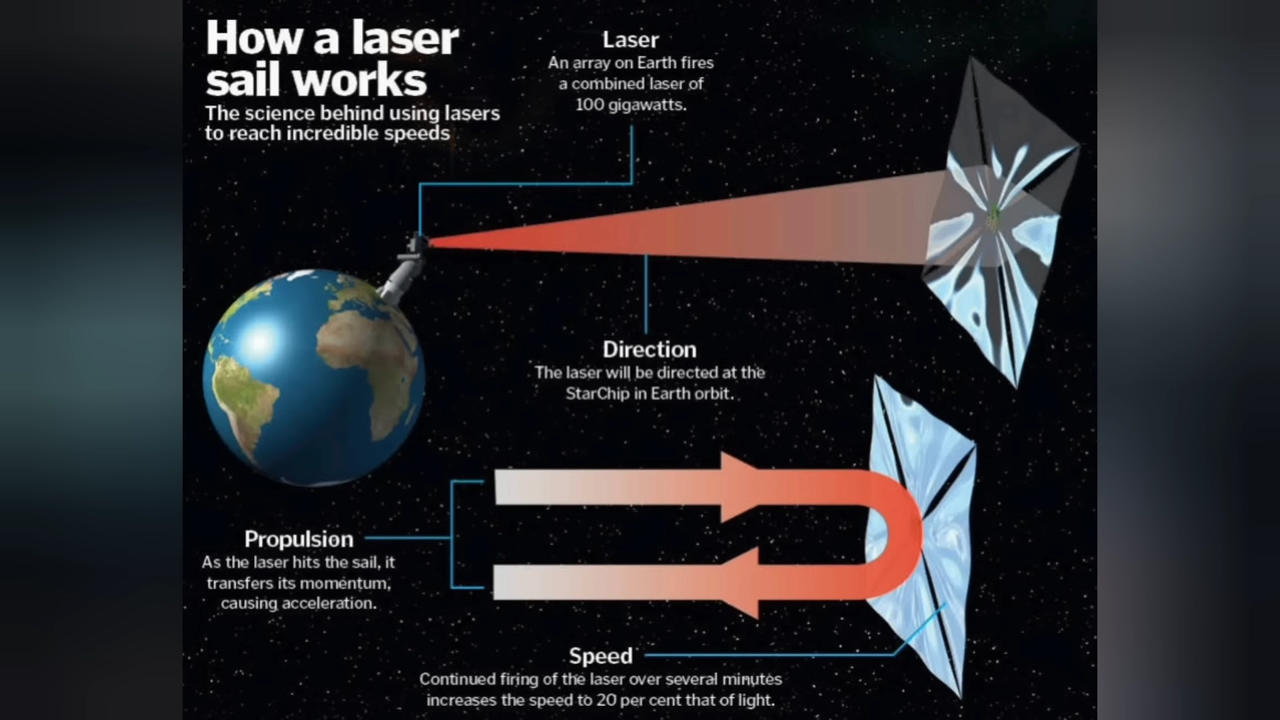 How a laser
sail works
The science behind using lasers
to reach incredible speeds
Laser
An array on Earth fires
a combined laser of
100 gigawatts.
Direction
The laser will be directed at the
StarChip in Earth orbit.
Propulsion
As the laser hits the sail, it
transfers its momentum,
causing acceleration.
Speed
Continued firing of the laser over several minutes
increases the speed to 20 per cent that of light.